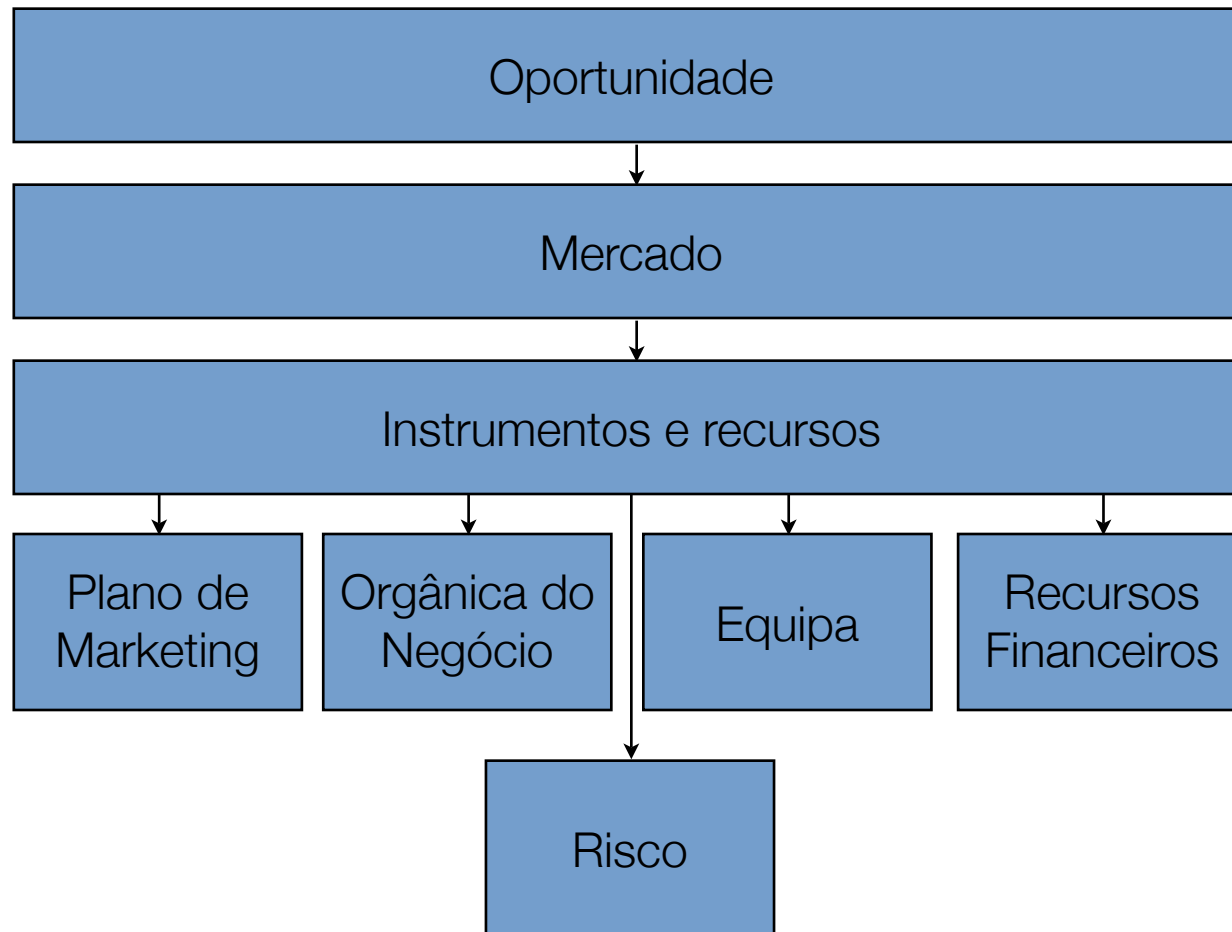 Oportunidade
Mercado
Instrumentos e recursos
Plano de
Marketing
Orgânica do
Negócio
Equipa
Recursos
Financeiros
Risco